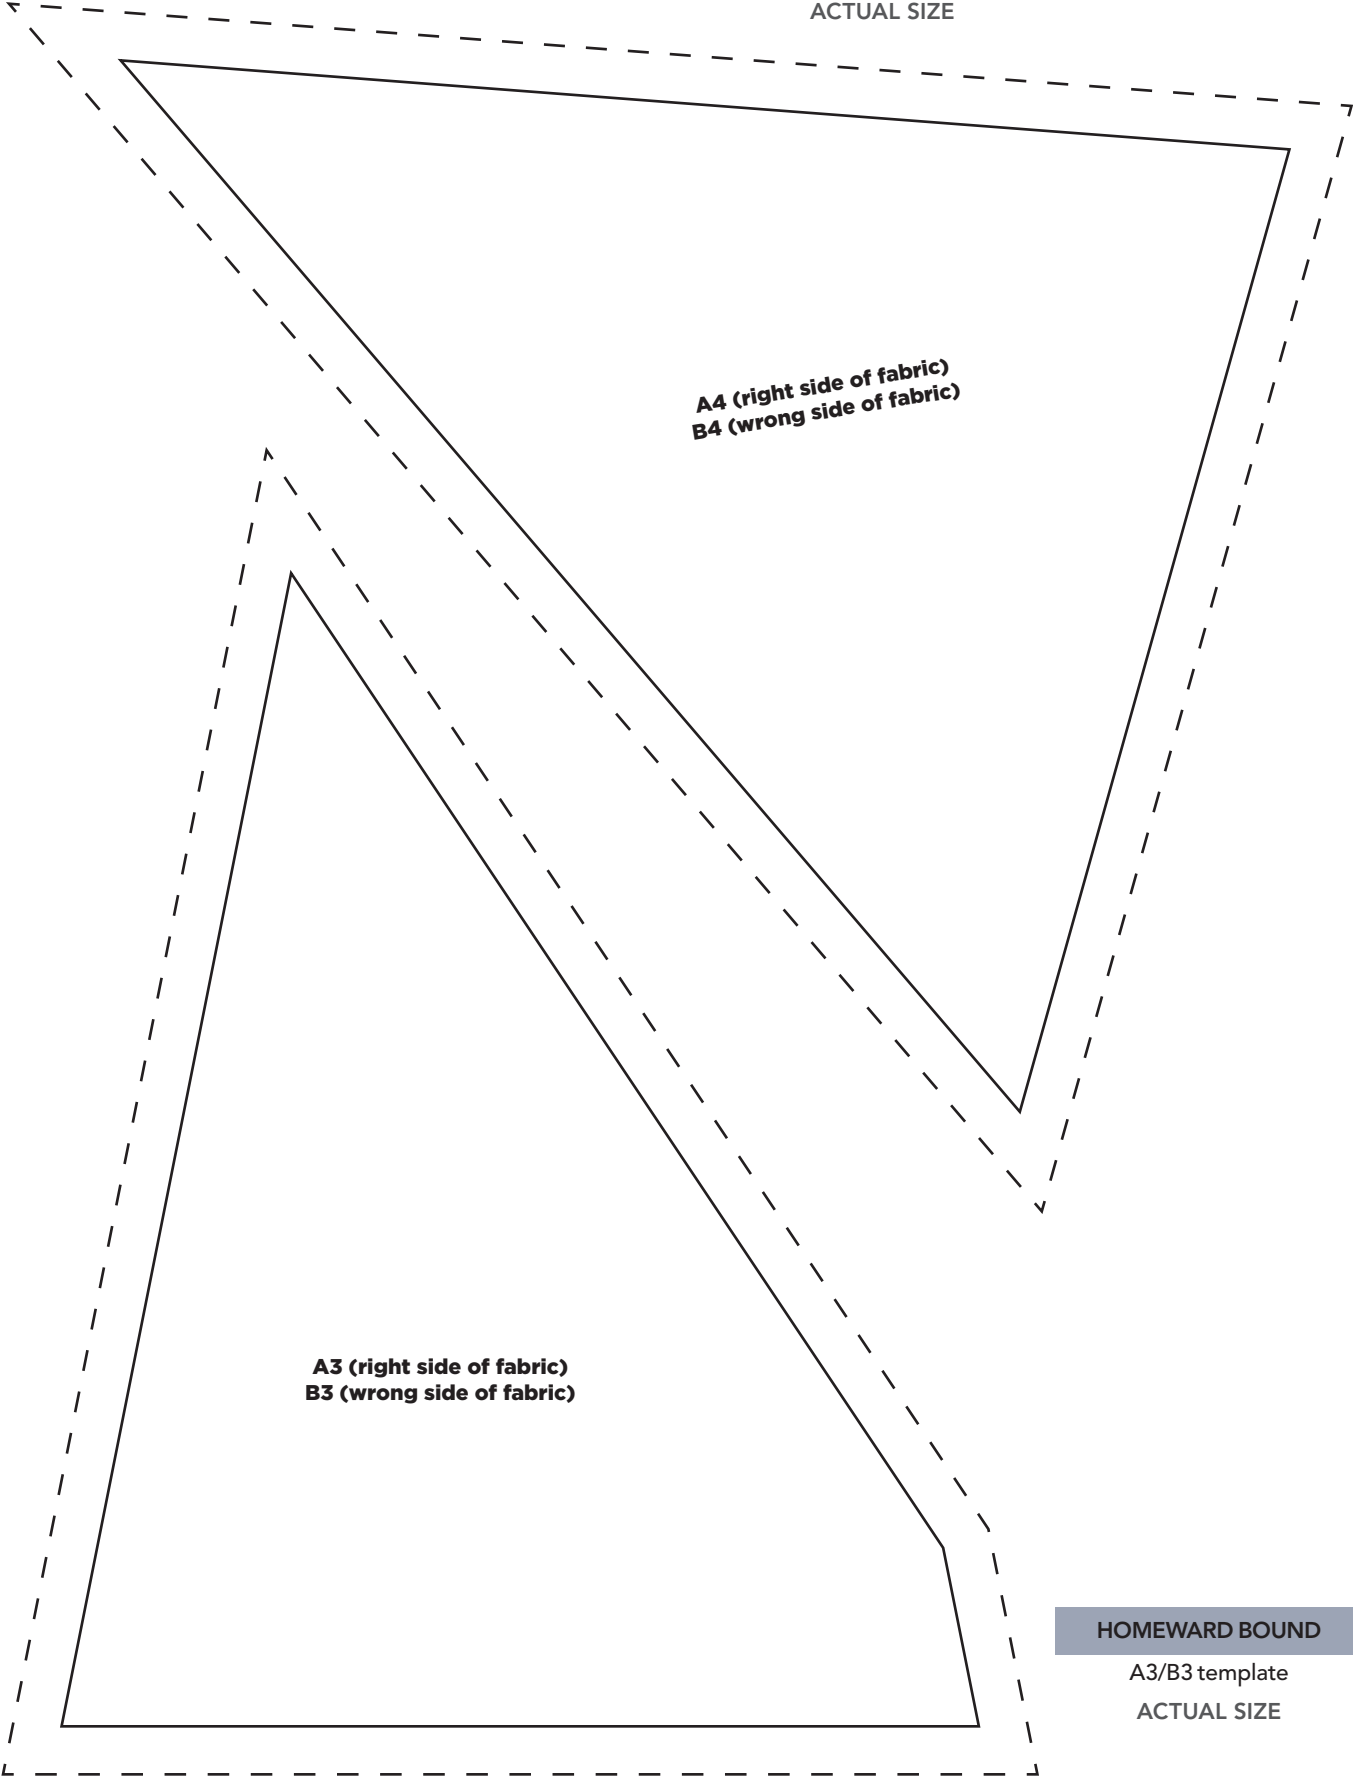 ACTUAL SIZE
A4 (right side of fabric)
B4 (wrong side of fabric)
A3 (right side of fabric)
B3 (wrong side of fabric)
HOMEWARD BOUND
A3/B3 template
ACTUAL SIZE